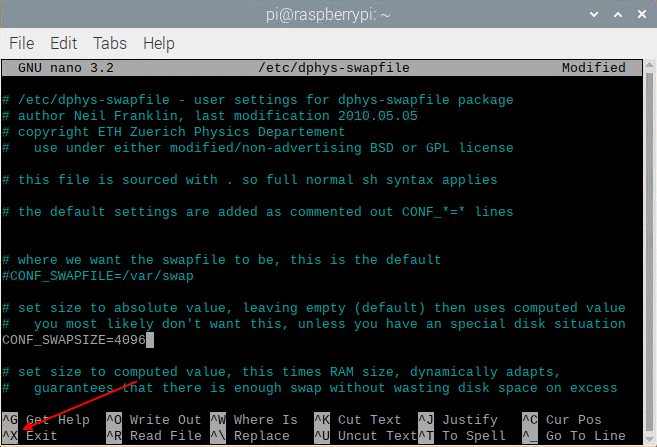 pi@raspberrypi: ~
File Edit Tabs Help
GNU nano 3.2 /etc/dphys-swapfile Modified
# /etc/dphys-swapfile - user settings for dphys-swapfile package
# author Neil Franklin, last modification 2010.05.05
# copyright ETH Zuerich Physics Departement
#   use under either modified/non-advertising BSD or GPL license
# this file is sourced with . so full normal sh syntax applies
# the default settings are added as commented out CONF_*=* lines
# where we want the swapfile to be, this is the default
#CONF_SWAPFILE=/var/swap
# set size to absolute value, leaving empty (default) then uses computed value
#   you most likely don't want this, unless you have an special disk situation
CONF_SWAPSIZE=4096
# set size to computed value, this times RAM size, dynamically adapts,
#   guarantees that there is enough swap without wasting disk space on excess
^G Get Help ^O Write Out ^W Where Is ^K Cut Text ^J Justify ^C Cur Pos
^X Exit ^R Read File ^\ Replace ^U Uncut Text ^T To Spell ^_ Go To Line